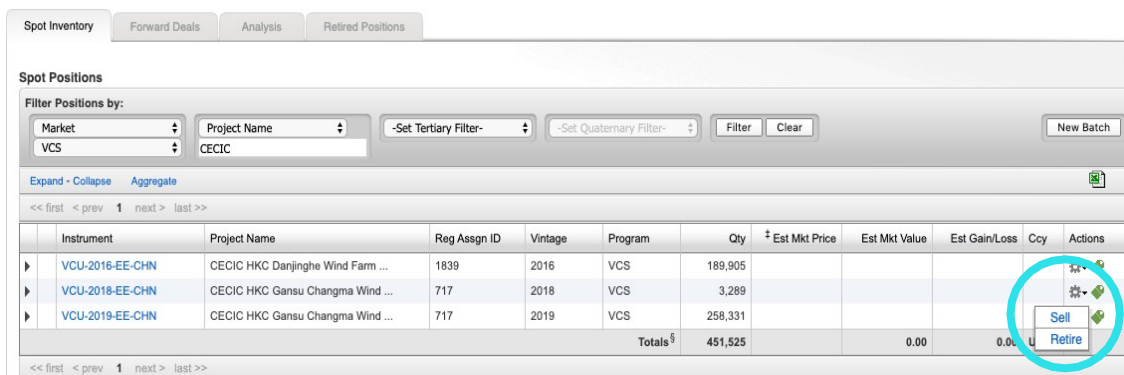 Spot Inventory Forward Deals Analysis Retired Positions
Spot Positions
Filter Positions by:
Market Project Name -Set Tertiary Filter- -Set Quaternary Filter- Filter Clear New Batch
VCS CECIC
Expand - Collapse Aggregate
<< first < prev 1 next > last >>
Instrument Project Name Reg Assgn ID Vintage Program Qty ‡ Est Mkt Price Est Mkt Value Est Gain/Loss Ccy Actions
VCU-2016-EE-CHN CECIC HKC Danjinghe Wind Farm ... 1839 2016 VCS 189,905
VCU-2018-EE-CHN CECIC HKC Gansu Changma Wind ... 717 2018 VCS 3,289
VCU-2019-EE-CHN CECIC HKC Gansu Changma Wind ... 717 2019 VCS 258,331 Sell
Totals § 451,525 0.00 0.00 Retire
<< first < prev 1 next > last >>